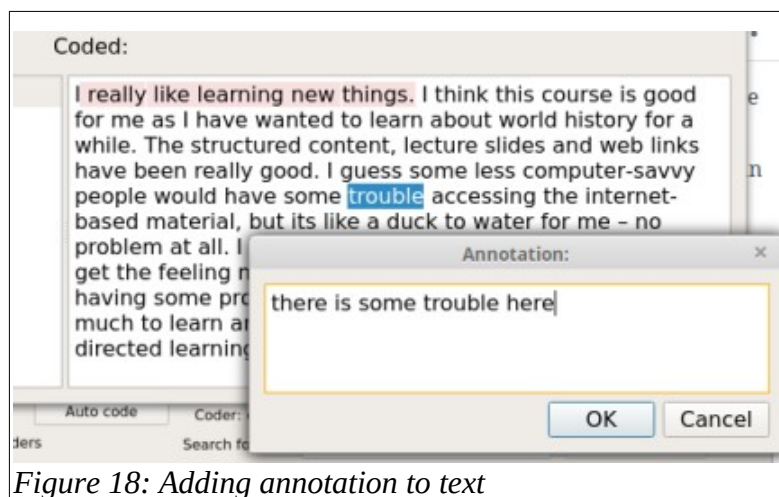 Coded:
I really like learning new things. I think this course is good
for me as I have wanted to learn about world history for a
while. The structured content, lecture slides and web links
have been really good. I guess some less computer-savvy
people would have some trouble accessing the internet-
based material, but its like a duck to water for me – no
problem at all. I
get the feeling
having some pro
much to learn a
directed learning
Annotation:
there is some trouble here
OK Cancel
Auto code Coder:
ders Search fo
Figure 18: Adding annotation to text